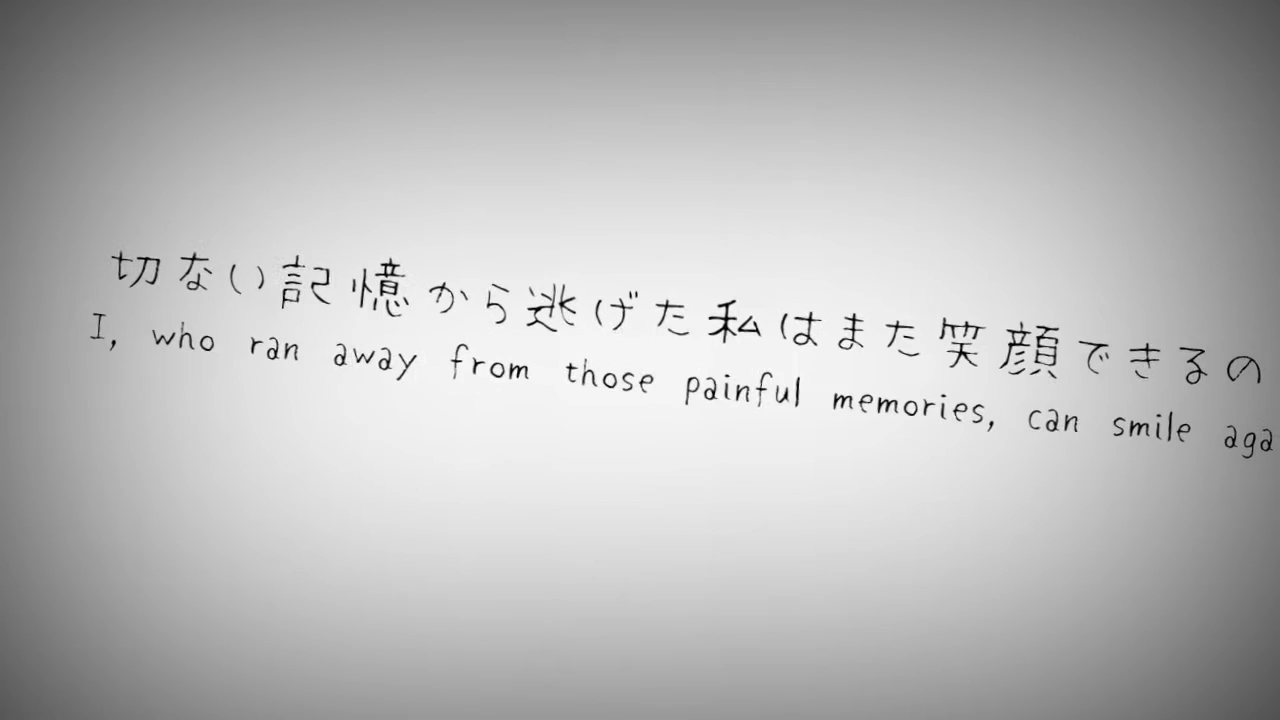 切ない記憶から逃げた私はまた笑顔できるの
I, who ran away from those painful memories, can smile aga